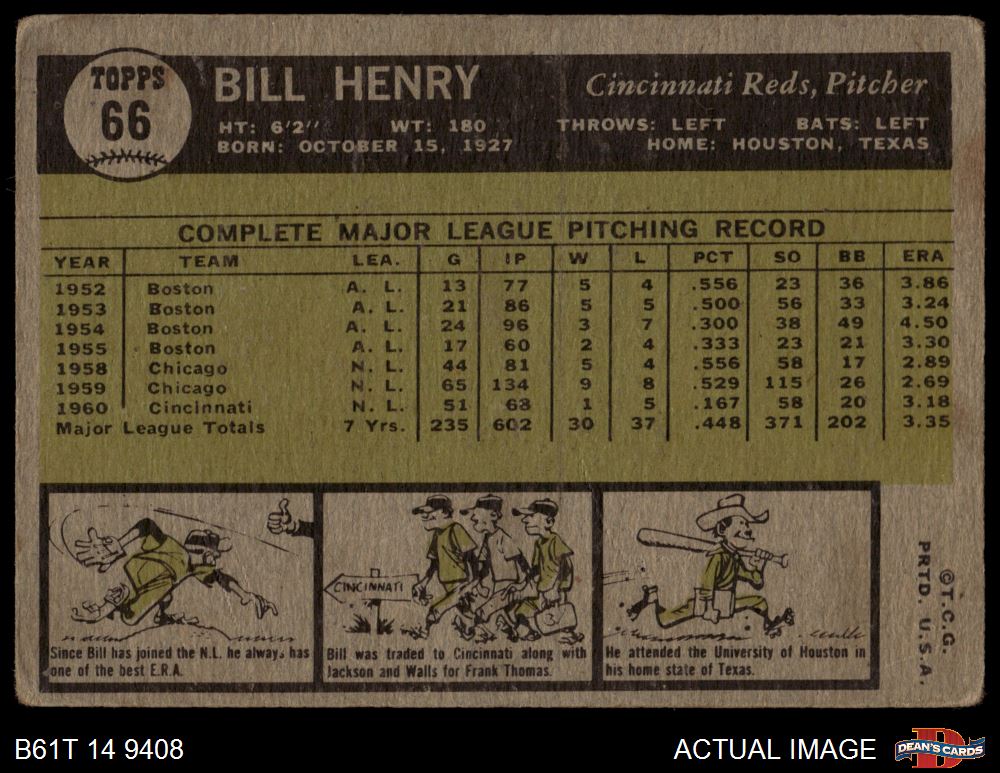 TOPPS
66
BILL HENRY
Cincinnati Reds, Pitcher
HT: 6'2" WT: 180 THROWS: LEFT BATS: LEFT
BORN: OCTOBER 15, 1927 HOME: HOUSTON, TEXAS
COMPLETE MAJOR LEAGUE PITCHING RECORD
YEAR TEAM LEA. G IP W L PCT SO BB ERA
1952 Boston A. L. 13 77 5 4 .556 23 36 3.86
1953 Boston A. L. 21 86 5 5 .500 56 33 3.24
1954 Boston A. L. 24 96 3 7 .300 38 49 4.50
1955 Boston A. L. 17 60 2 4 .333 23 21 3.30
1958 Chicago N. L. 44 81 5 4 .556 58 17 2.89
1959 Chicago N. L. 65 134 9 8 .529 115 26 2.69
1960 Cincinnati N. L. 51 68 1 5 .167 58 20 3.18
Major League Totals 7 Yrs. 235 602 30 37 .448 371 202 3.35
CINCINNATI
Since Bill has joined the N.L. he always has
one of the best E.R.A.
Bill was traded to Cincinnati along with
Jackson and Walls for Frank Thomas.
He attended the University of Houston in
his home state of Texas.
©T.C.G.
PRTD. U.S.A.
B61T 14 9408
ACTUAL IMAGE
D
DEAN'S CARDS